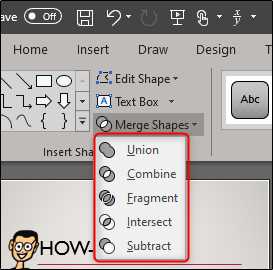 ave Off
Home Insert Draw Design
Edit Shape
Text Box
Merge Shapes
Abc
Insert Sha
Union
Combine
Fragment
Intersect
Subtract
HOW-